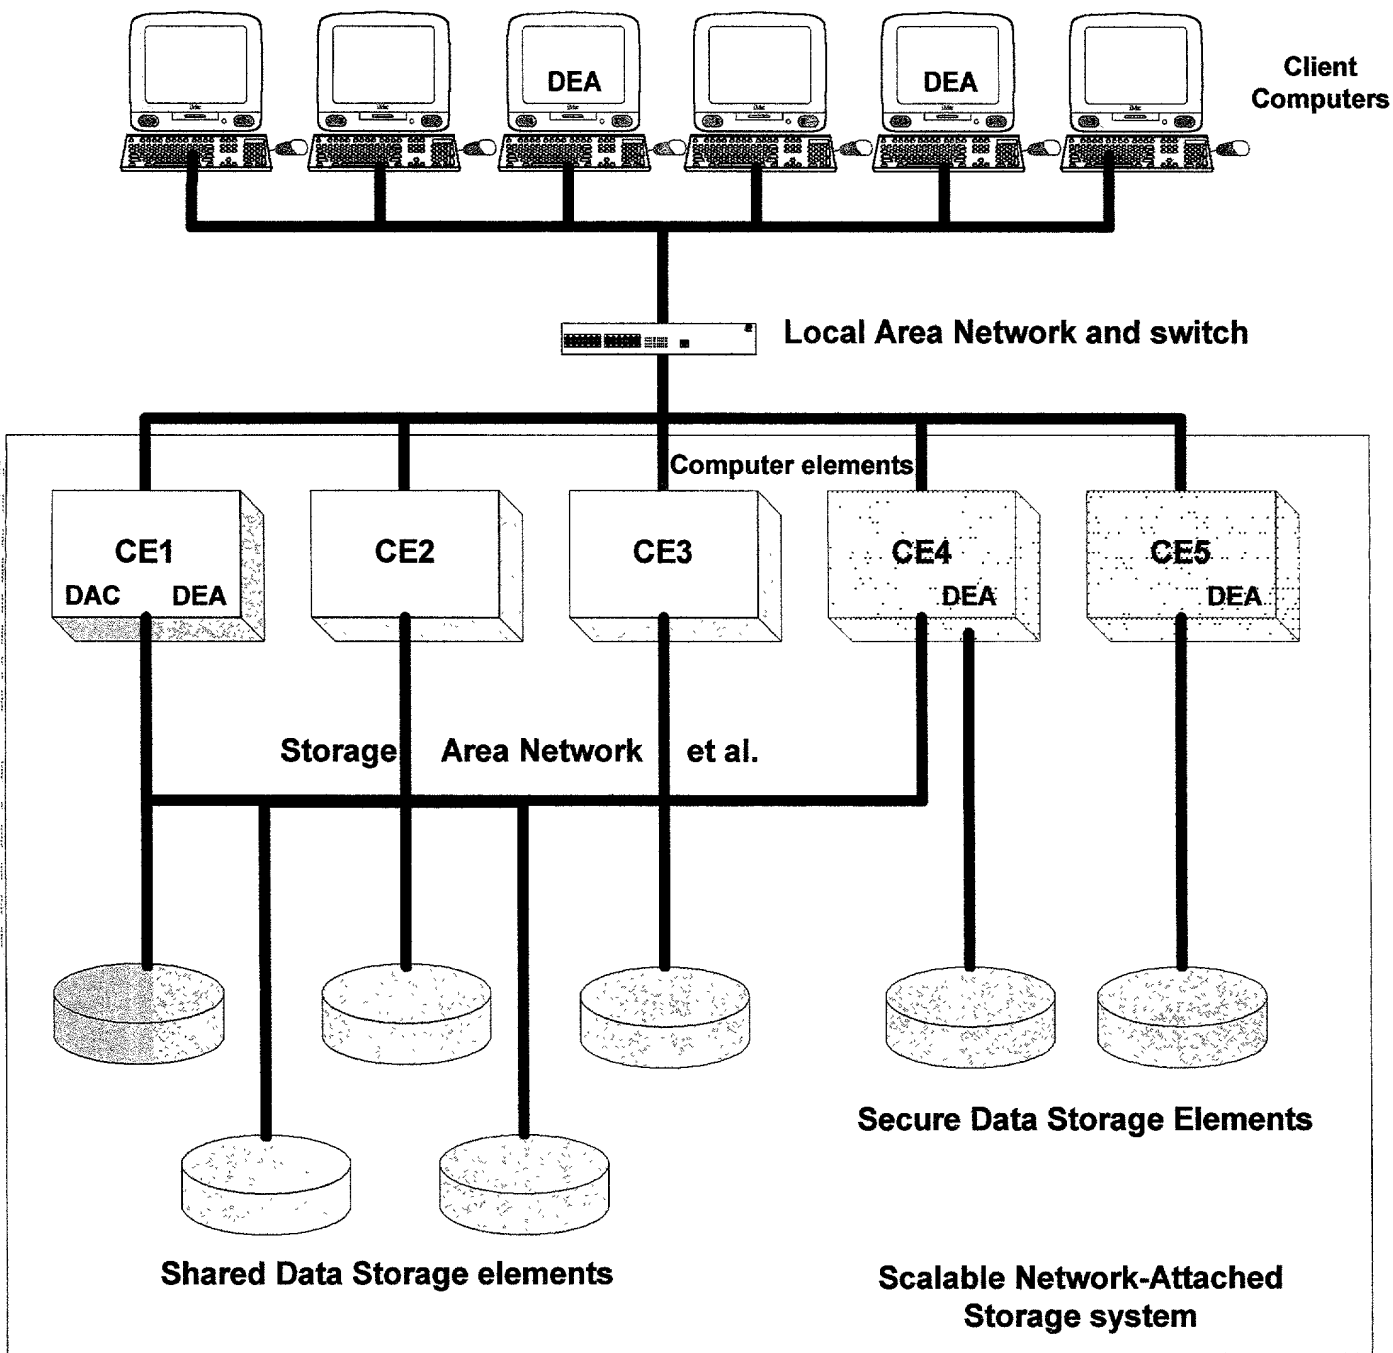 DEA
DEA
Client
Computers
Local Area Network and switch
Computer elements
CE1
DAC DEA
CE2
CE3
CE4
DEA
CE5
DEA
Storage Area Network et al.
Secure Data Storage Elements
Shared Data Storage elements
Scalable Network-Attached
Storage system